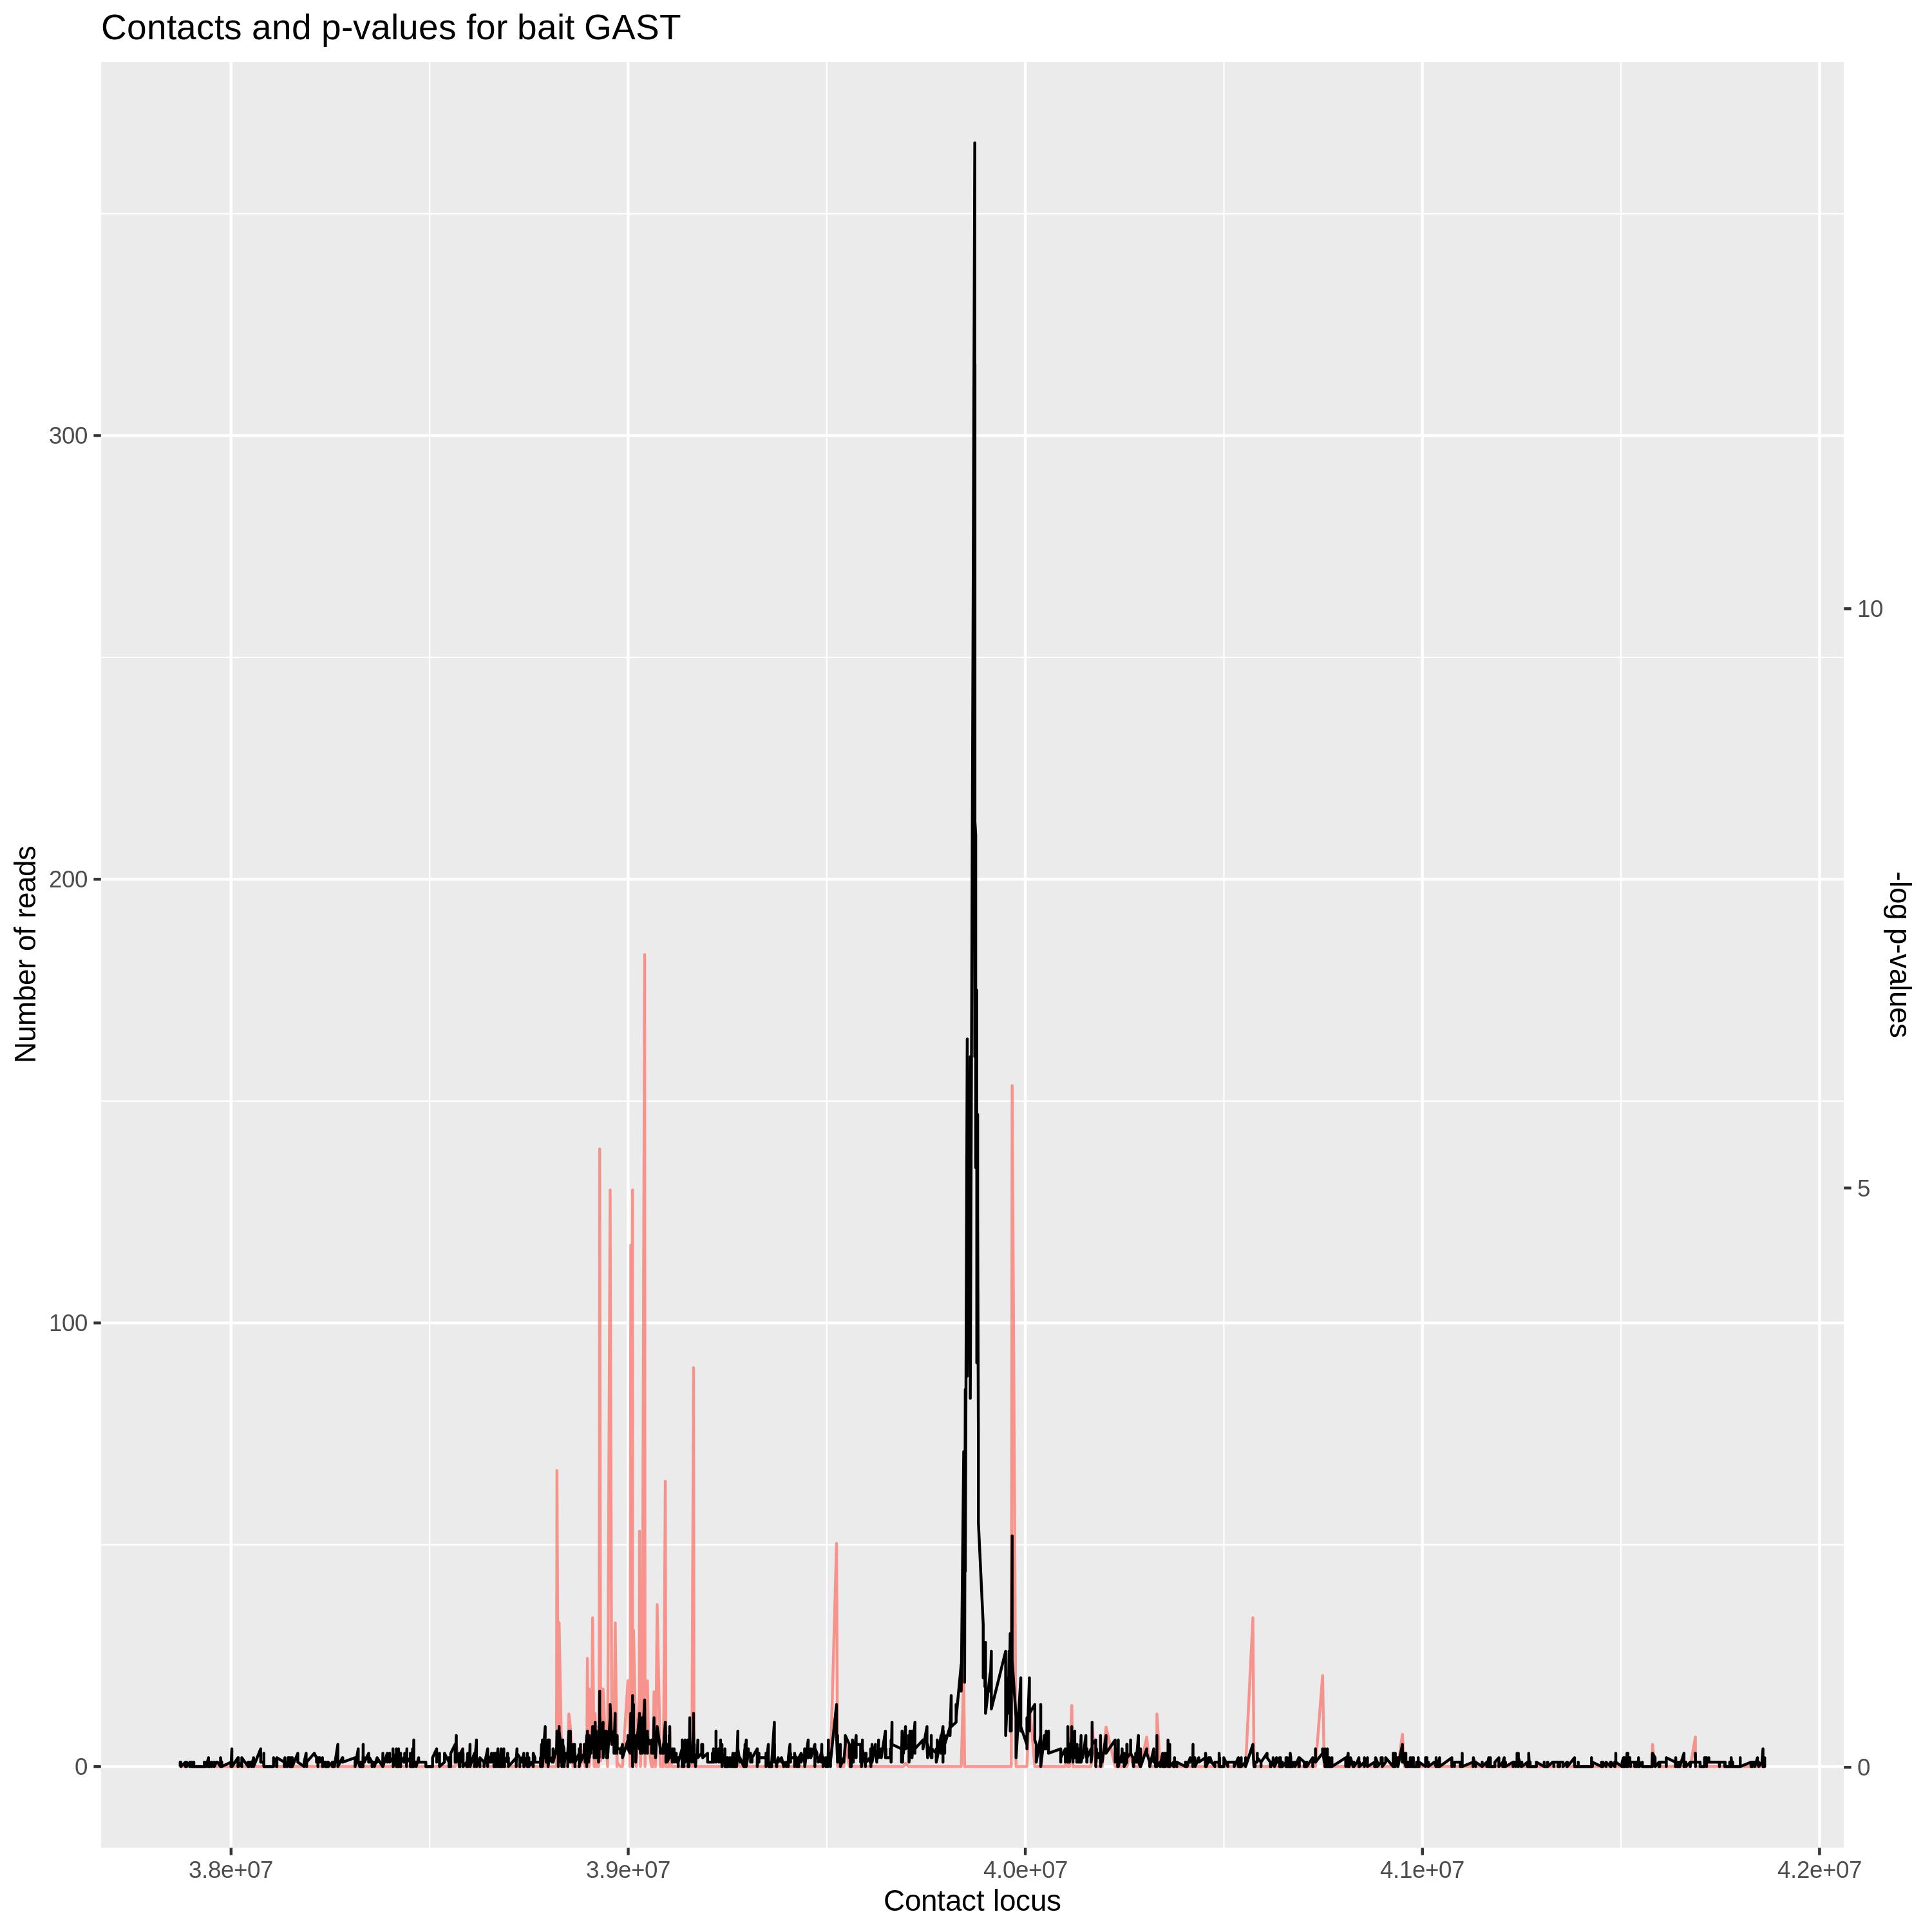 Contacts and p-values for bait GAST
300
200
100
0
10
5
0
Number of reads
-log p-values
3.8e+07
3.9e+07
4.0e+07
4.1e+07
4.2e+07
Contact locus